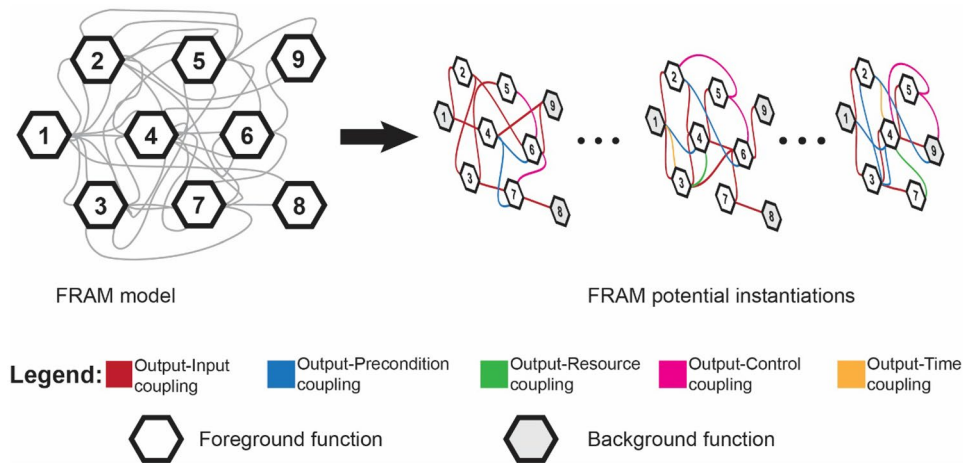 2 5 9
1 4 6
3 7 8
FRAM model
2 5 9
1 4 6
3 7 8
• • •
2 5 9
1 4 6
3 7 8
• • •
2 5
1 4 9
3 7
FRAM potential instantiations
Legend:
Output-Input
coupling
Output-Precondition
coupling
Output-Resource
coupling
Output-Control
coupling
Output-Time
coupling
Foreground function
Background function